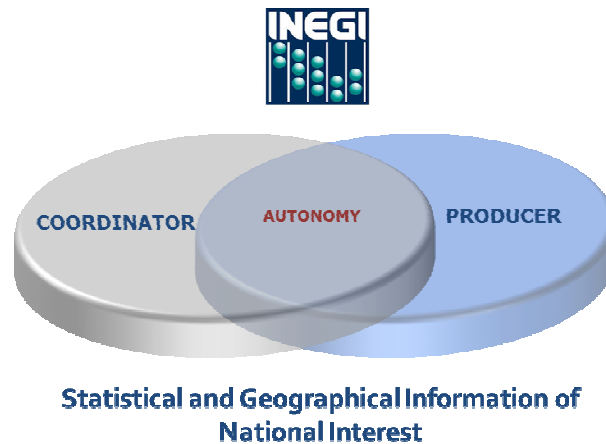 INEGI
COORDINATOR
AUTONOMY
PRODUCER
Statistical and Geographical Information of
National Interest